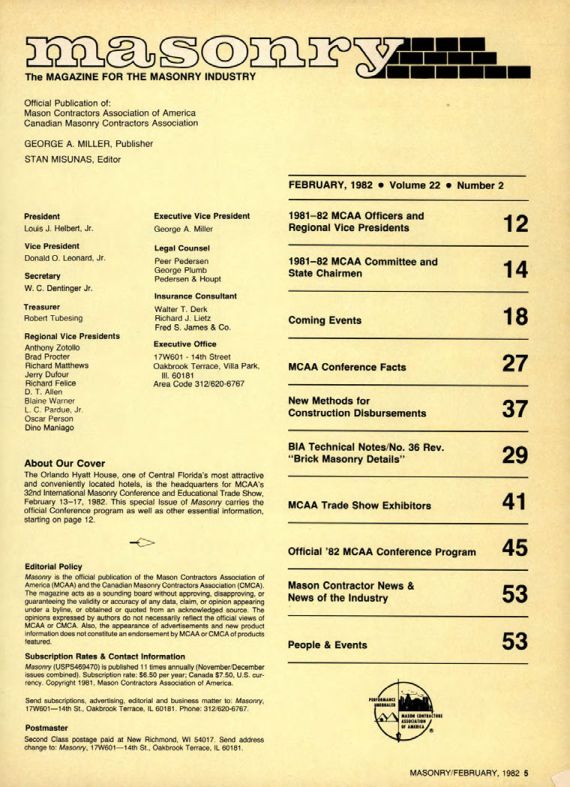 masonry
The MAGAZINE FOR THE MASONRY INDUSTRY
Official Publication of:
Mason Contractors Association of America
Canadian Masonry Contractors Association
GEORGE A. MILLER, Publisher
STAN MISUNAS, Editor
President
Louis J. Helbert, Jr.
Vice President
Donald O. Leonard, Jr.
Secretary
W. C. Dentinger Jr.
Treasurer
Robert Tubesing
Regional Vice Presidents
Anthony Zotollo
Brad Procter
Richard Matthews
Jerry Dufour
Richard Felice
D. T. Allen
Blaine Warner
L. C. Pardue, Jr.
Oscar Person
Dino Maniago
Executive Vice President
George A. Miller
Legal Counsel
Peer Pedersen
George Plumb
Pedersen & Houpt
Insurance Consultant
Walter T. Derk
Richard J. Lietz
Fred S. James & Co.
Executive Office
17W601 - 14th Street
Oakbrook Terrace, Villa Park,
Ill. 60181
Area Code 312/620-6767
About Our Cover
The Orlando Hyatt House, one of Central Florida's most attractive
and conveniently located hotels, is the headquarters for MCAA's
32nd International Masonry Conference and Educational Trade Show,
February 13–17, 1982. This special Issue of Masonry carries the
official Conference program as well as other essential information,
starting on page 12.
Editorial Policy
Masonry is the official publication of the Mason Contractors Association of
America (MCAA) and the Canadian Masonry Contractors Association (CMCA).
The magazine acts as a sounding board without approving, disapproving, or
guaranteeing the validity or accuracy of any data, claim, or opinion appearing
under a byline, or obtained or quoted from an acknowledged source. The
opinions expressed by authors do not necessarily reflect the official views of
MCAA or CMCA. Also, the appearance of advertisements and new product
information does not constitute an endorsement by MCAA or CMCA of products
featured.
Subscription Rates & Contact Information
Masonry (USPS469470) is published 11 times annually (November/December
issues combined). Subscription rate: $6.50 per year; Canada $7.50, U.S. cur-
rency. Copyright 1981, Mason Contractors Association of America.
Send subscriptions, advertising, editorial and business matter to: Masonry,
17W601—14th St., Oakbrook Terrace, IL 60181. Phone: 312/620-6767.
Postmaster
Second Class postage paid at New Richmond, WI 54017. Send address
change to: Masonry, 17W601—14th St., Oakbrook Terrace, IL 60181.
FEBRUARY, 1982 • Volume 22 • Number 2
1981–82 MCAA Officers and
Regional Vice Presidents 12
1981–82 MCAA Committee and
State Chairmen 14
Coming Events 18
MCAA Conference Facts 27
New Methods for
Construction Disbursements 37
BIA Technical Notes/No. 36 Rev.
"Brick Masonry Details" 29
MCAA Trade Show Exhibitors 41
Official '82 MCAA Conference Program 45
Mason Contractor News &
News of the Industry 53
People & Events 53
PERFORMANCE
UNEXCELLED
MASON CONTRACTORS
ASSOCIATION
OF AMERICA
®
MASONRY/FEBRUARY, 1982 5